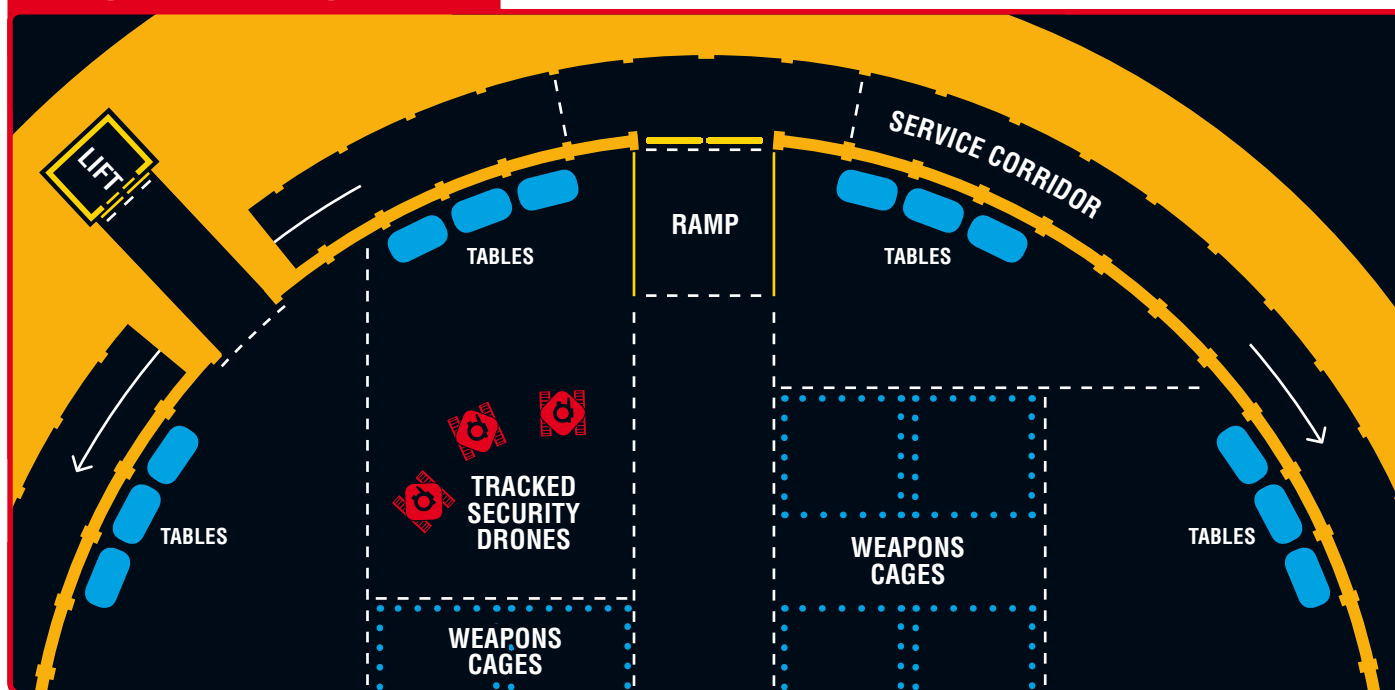 LIFT
SERVICE CORRIDOR
RAMP
TABLES
TABLES
TRACKED
SECURITY
DRONES
TABLES
TABLES
WEAPONS
CAGES
WEAPONS
CAGES